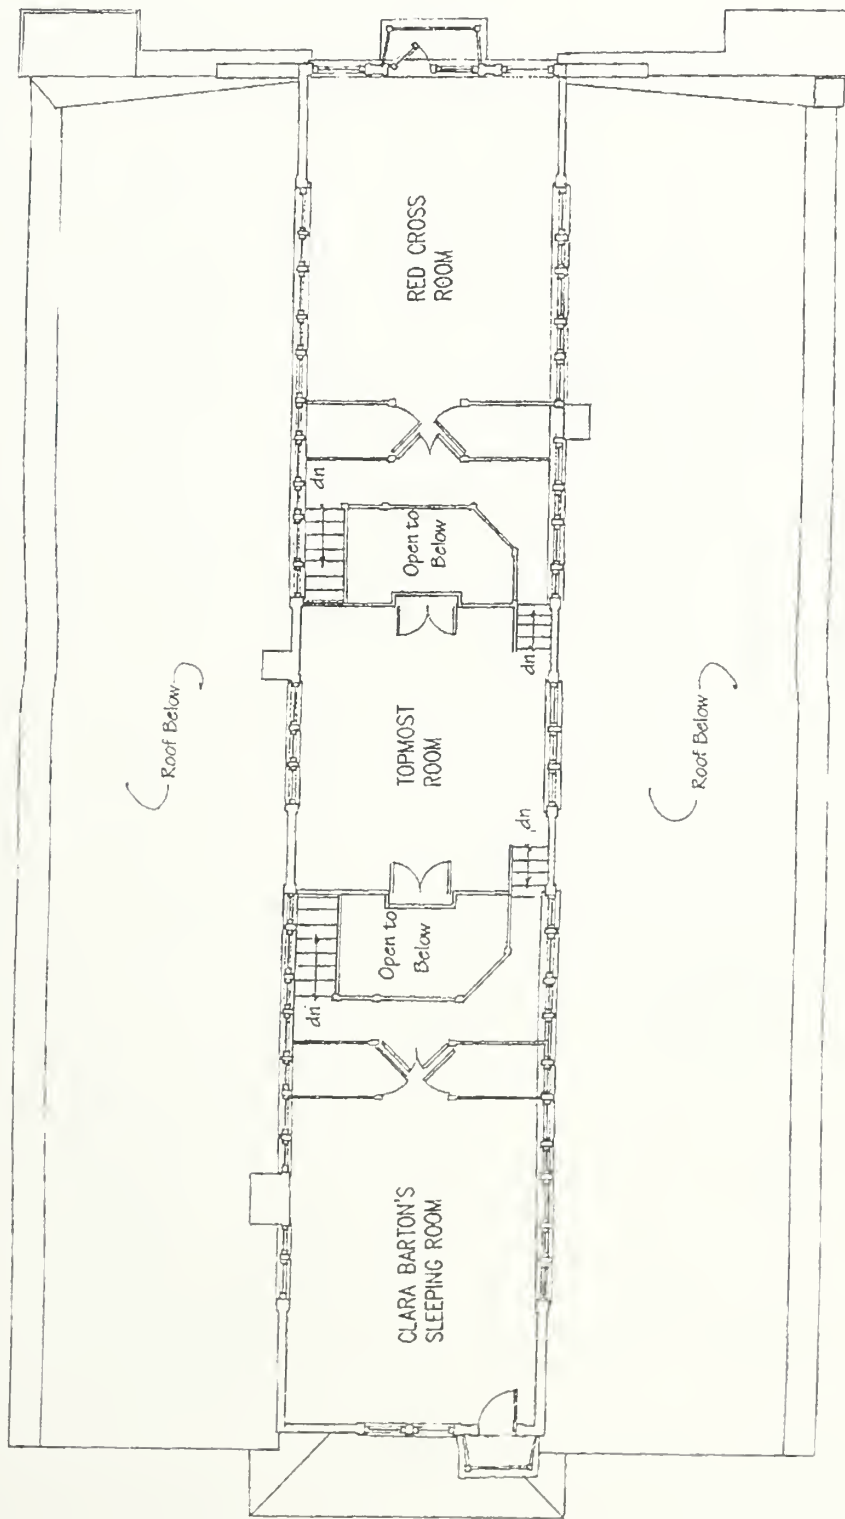 RED CROSS
ROOM
dn
Open to
Below
dn
Roof Below
TOPMOST
ROOM
Roof Below
dn
Open to
Below
dn
CLARA BARTON'S
SLEEPING ROOM